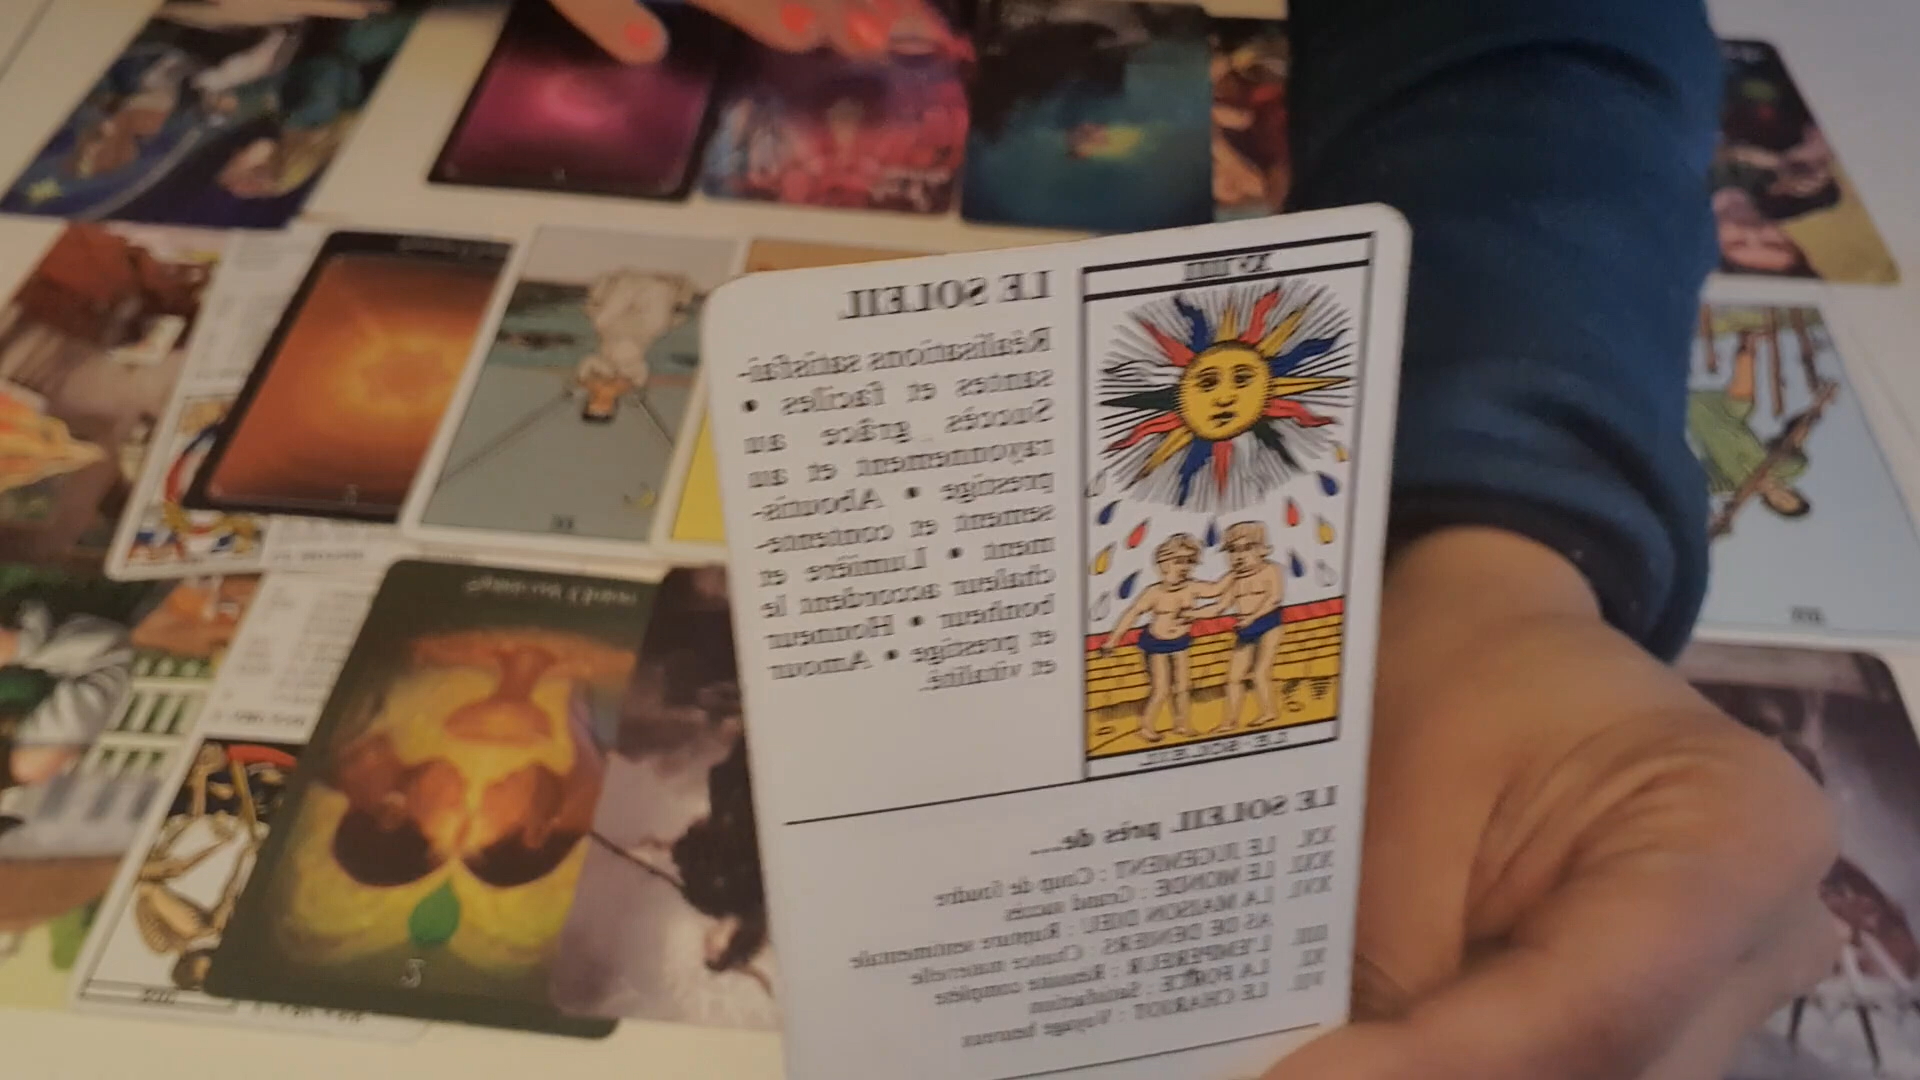 XVIIII
LE SOLEIL
Réalisations satisfai-
santes et faciles •
Succès grâce au
rayonnement et au
prestige • Aboutis-
sement et contente-
ment • Lumière et
chaleur accordent le
bonheur • Honneur
et prestige • Amour
et vitalité.
LE·SOLEIL
LE SOLEIL près de...
XX. LE JUGEMENT : Coup de foudre
XXI. LE MONDE : Grand succès
XVI. LA MAISON DIEU : Rupture sentimentale
AS DE DENIERS : Chance matérielle
IIII. L'EMPEREUR : Réussite complète
XI. LA FORCE : Satisfaction
VII. LE CHARIOT : Voyage heureux